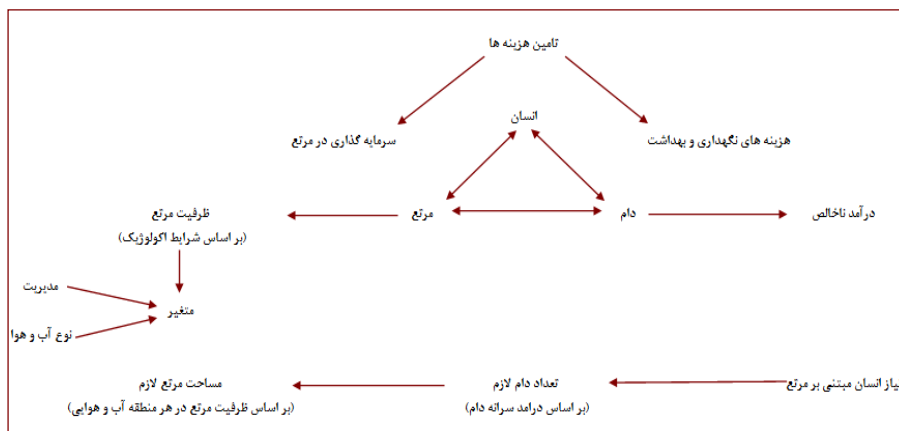 تامین هزینه ها
انسان
هزینه های نگهداری و بهداشت
سرمایه گذاری در مرتع
درآمد ناخالص
دام
مرتع
ظرفیت مرتع
(بر اساس شرایط اکولوژیک)
مدیریت
متغیر
نوع آب و هوا
یاز انسان مبتنی بر مرتع
تعداد دام لازم
(بر اساس درامد سرانه دام)
مساحت مرتع لازم
(بر اساس ظرفیت مرتع در هر منطقه آب و هوایی)